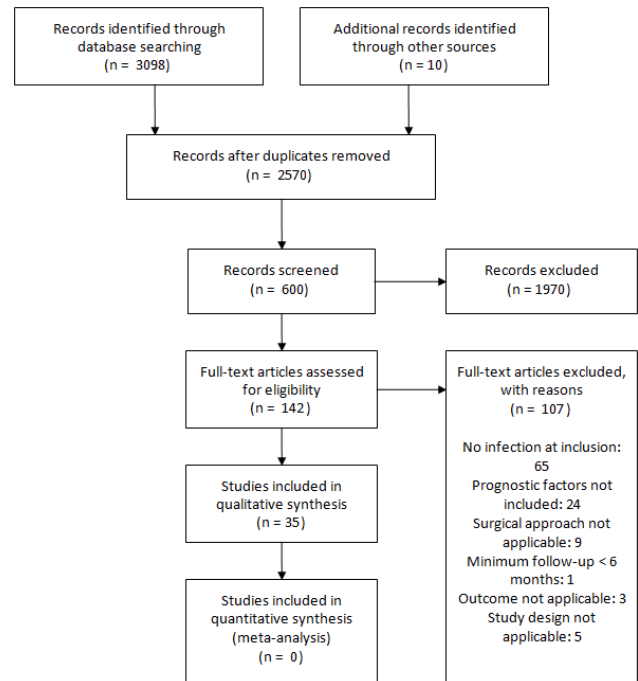 Records identified through
database searching
(n = 3098)
Additional records identified
through other sources
(n = 10)
Records after duplicates removed
(n = 2570)
Records screened
(n = 600)
Records excluded
(n = 1970)
Full-text articles assessed
for eligibility
(n = 142)
Full-text articles excluded,
with reasons
(n = 107)
No infection at inclusion:
65
Prognostic factors not
included: 24
Surgical approach not
applicable: 9
Minimum follow-up < 6
months: 1
Outcome not applicable: 3
Study design not
applicable: 5
Studies included in
qualitative synthesis
(n = 35)
Studies included in
quantitative synthesis
(meta-analysis)
(n = 0)